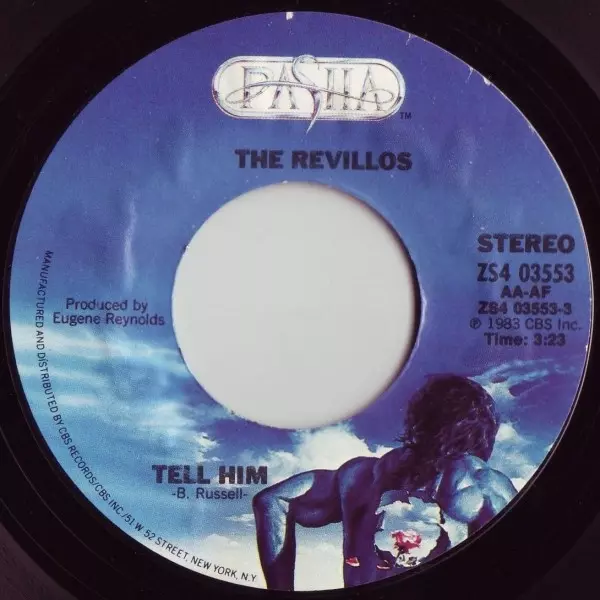 PASHA
TM
THE REVILLOS
STEREO
ZS4 03553
AA-AF
ZS4 03553-3
℗ 1983 CBS Inc.
Time: 3:23
Produced by
Eugene Reynolds
TELL HIM
-B. Russell-
MANUFACTURED AND DISTRIBUTED BY CBS RECORDS/CBS INC/51 W 52 STREET, NEW YORK, N.Y.